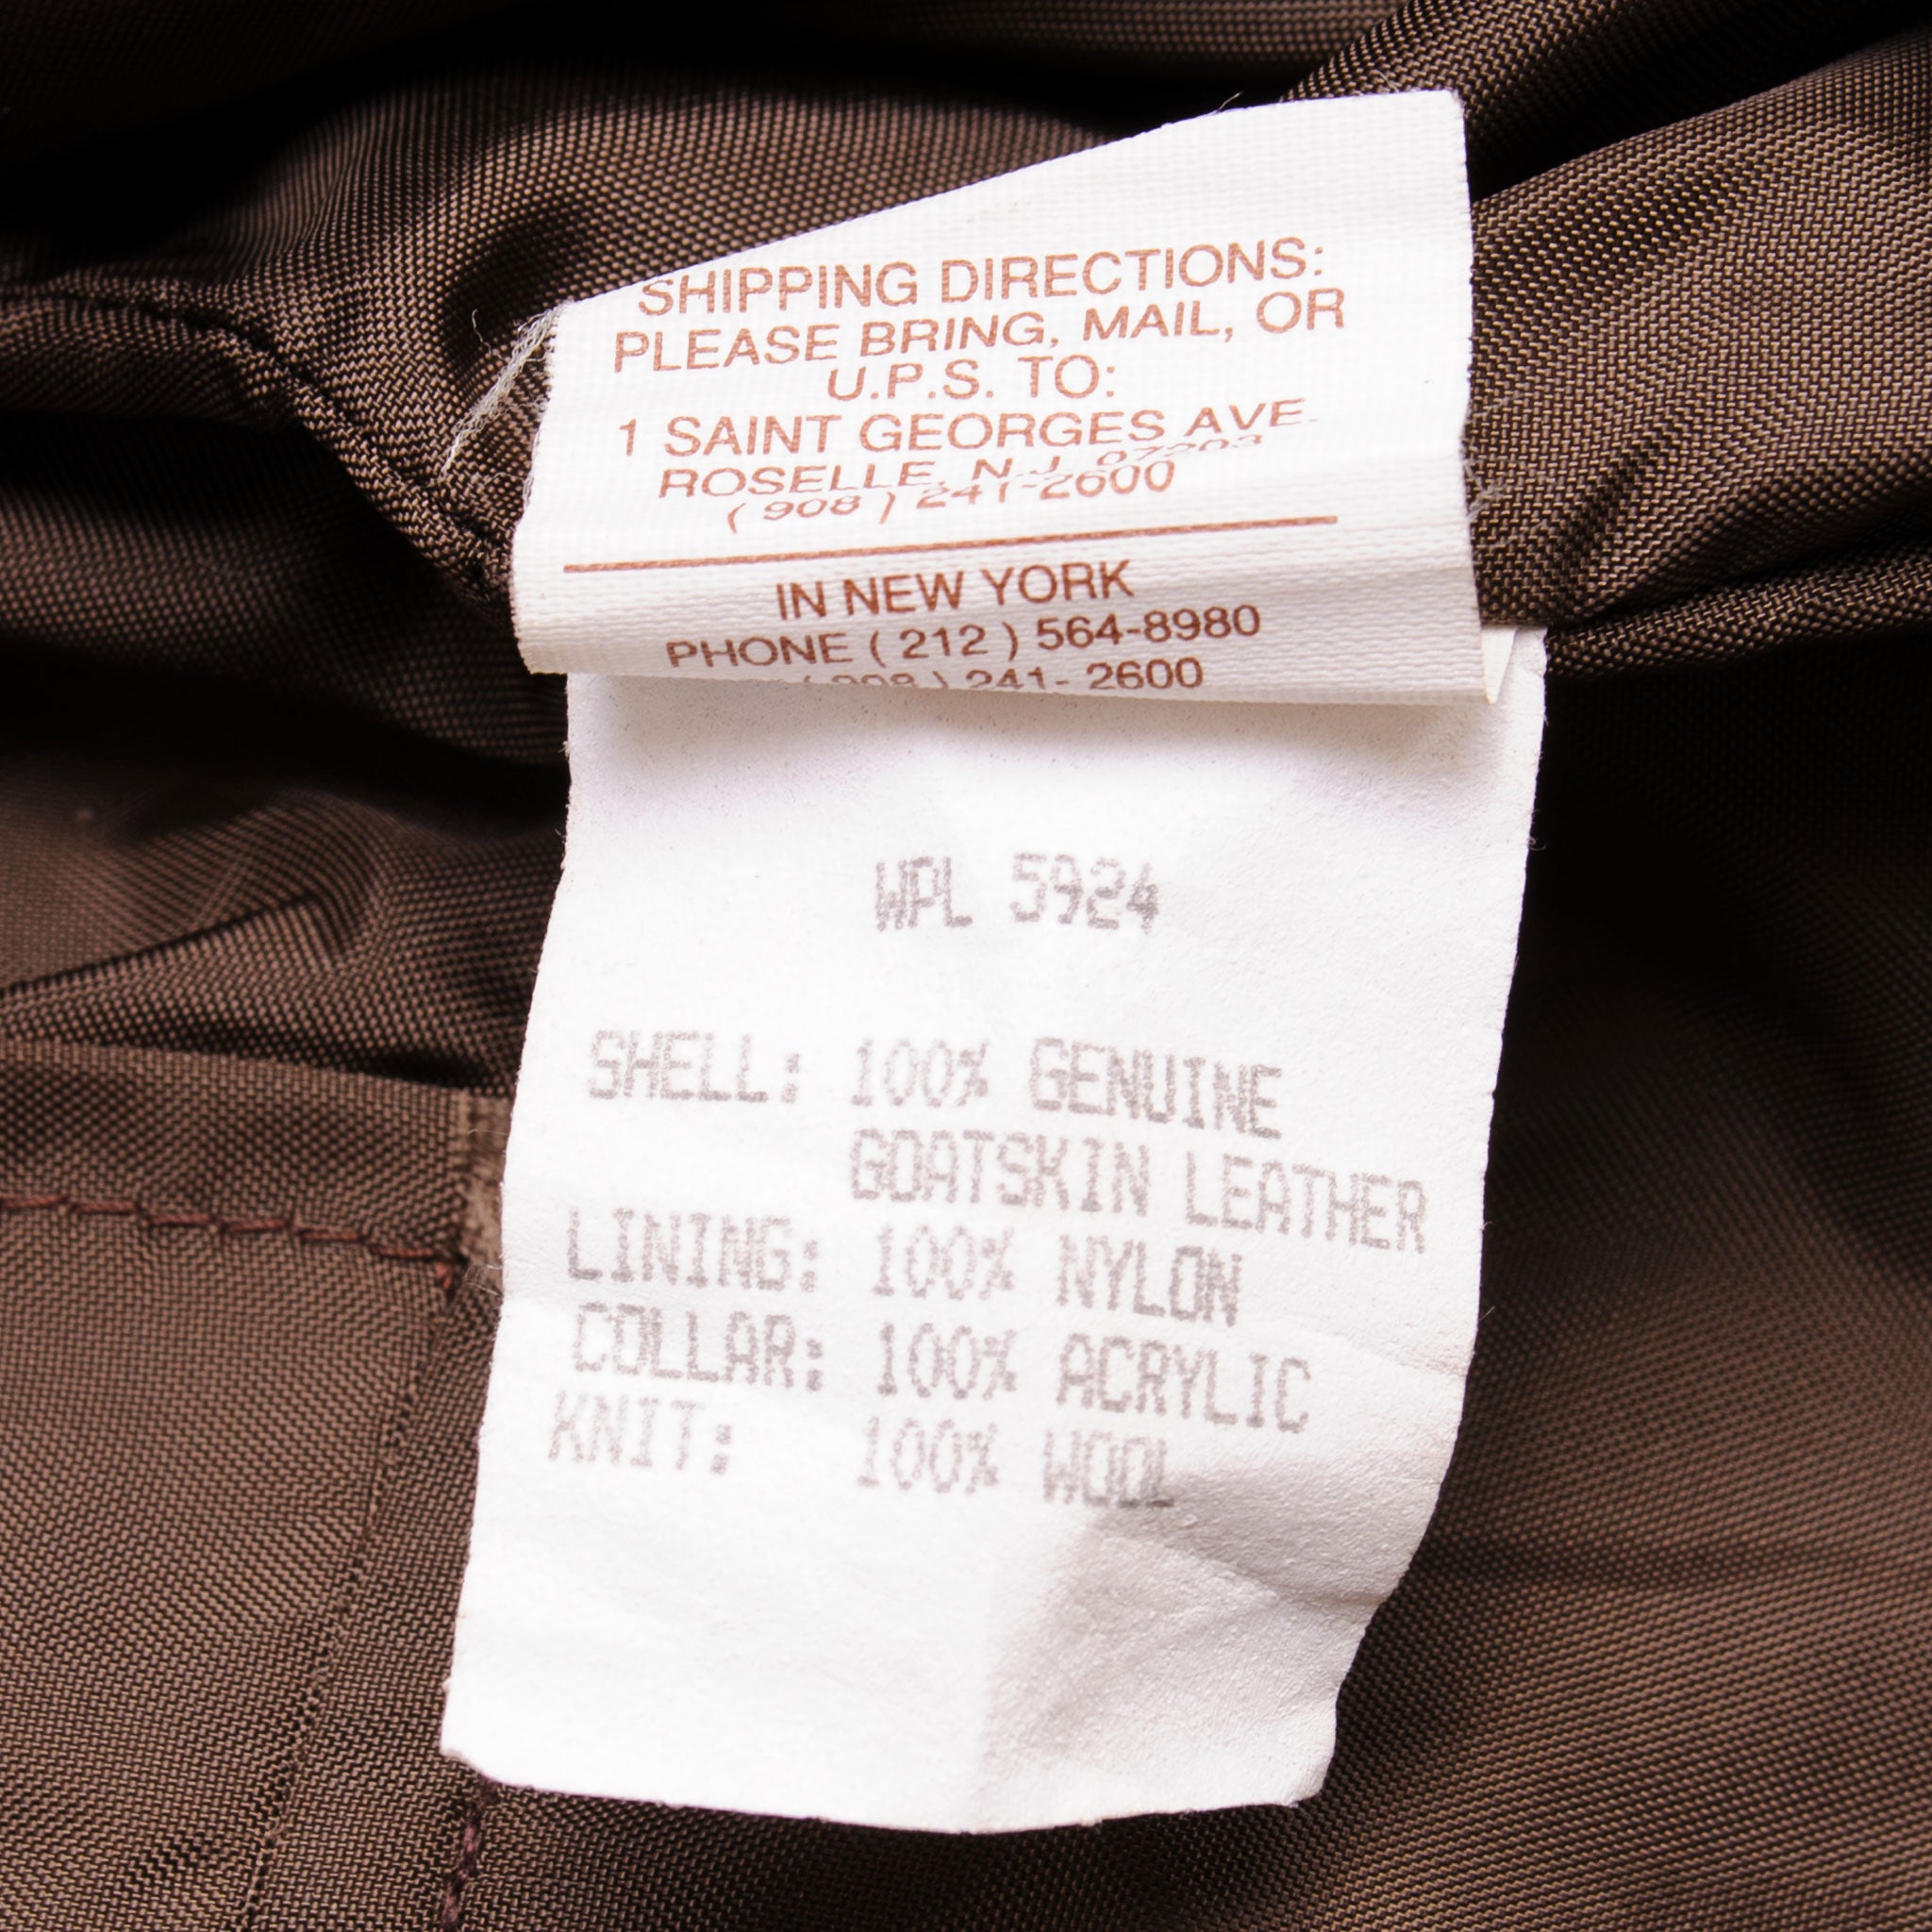 SHIPPING DIRECTIONS:
PLEASE BRING, MAIL, OR
U.P.S. TO:
1 SAINT GEORGES AVE.
ROSELLE, N.J. 07203
( 908 ) 241-2600
IN NEW YORK
PHONE ( 212 ) 564-8980
( 908 ) 241- 2600
WPL 5924
SHELL: 100% GENUINE
GOATSKIN LEATHER
LINING: 100% NYLON
COLLAR: 100% ACRYLIC
KNIT: 100% WOOL